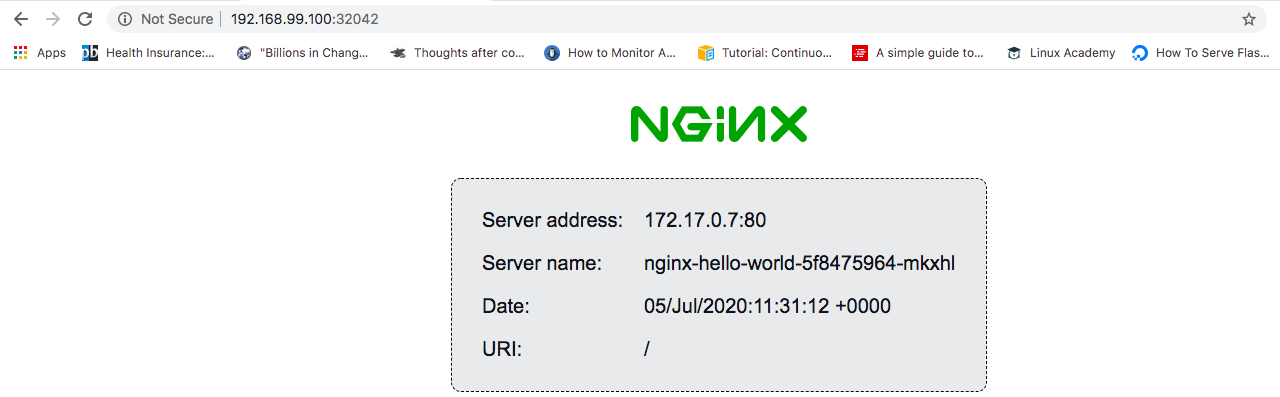 Not Secure 192.168.99.100:32042
Apps Health Insurance:... "Billions in Chang... Thoughts after co... How to Monitor A... Tutorial: Continuo... A simple guide to... Linux Academy How To Serve Flas...
NGINX
Server address: 172.17.0.7:80
Server name: nginx-hello-world-5f8475964-mkxhl
Date: 05/Jul/2020:11:31:12 +0000
URI: /